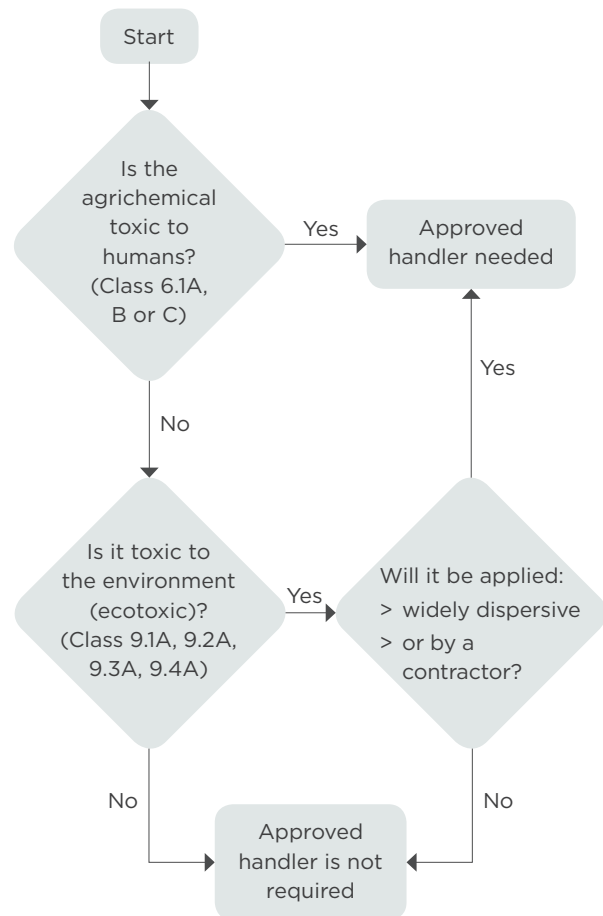 Start
Is the
agrichemical
toxic to
humans?
(Class 6.1A,
B or C)
Yes
Approved
handler needed
No
Yes
Is it toxic to
the environment
(ecotoxic)?
(Class 9.1A, 9.2A,
9.3A, 9.4A)
Yes
Will it be applied:
> widely dispersive
> or by a
contractor?
No
No
Approved
handler is not
required